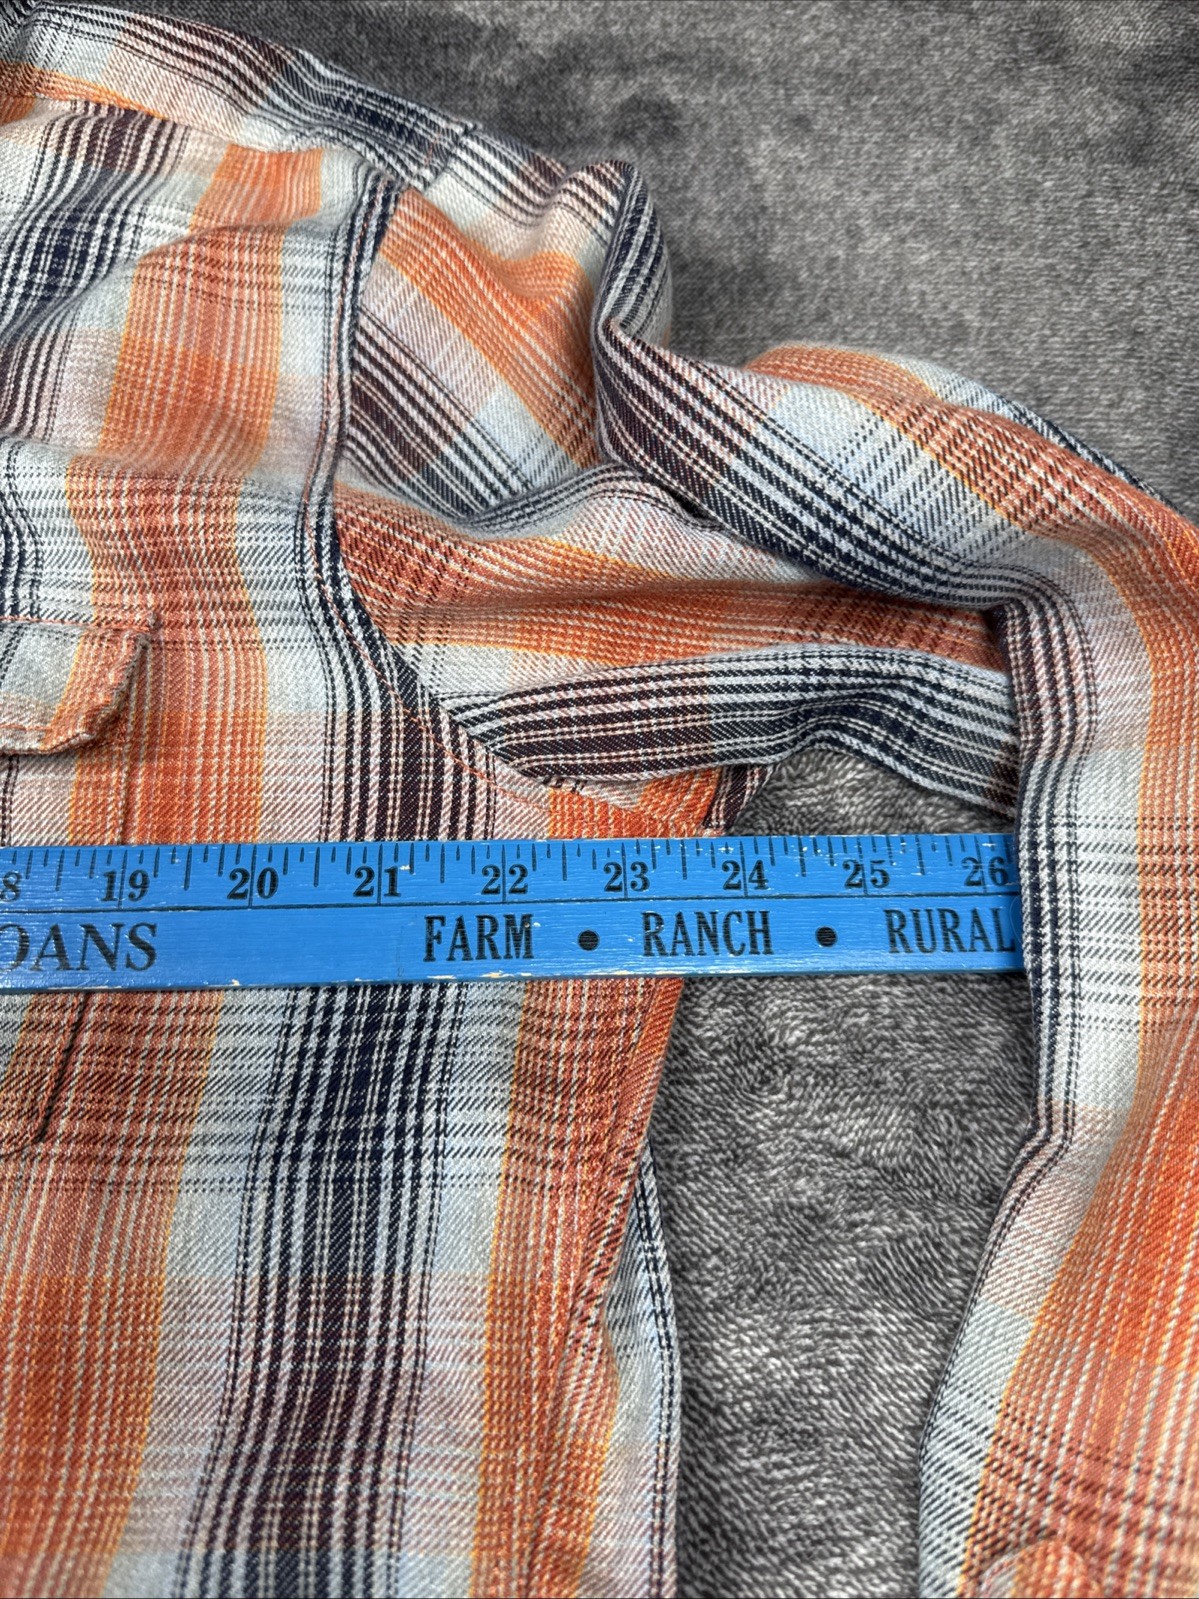 8 19 20 21 22 23 24 25 26
OANS FARM • RANCH • RURAL